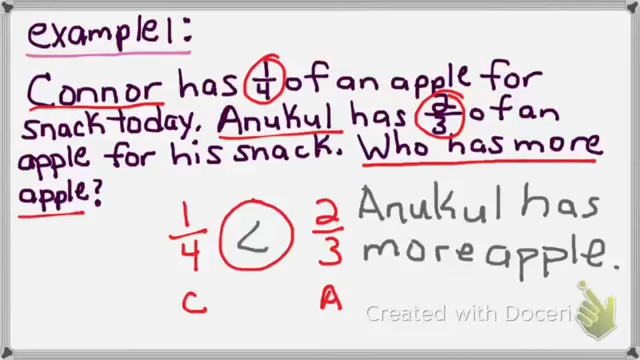 example 1:
Connor has 1/4 of an apple for
snack today. Anukul has 2/3 of an
apple for his snack. Who has more
apple?
1/4 < 2/3 Anukul has
more apple.
C A
Created with Doceri